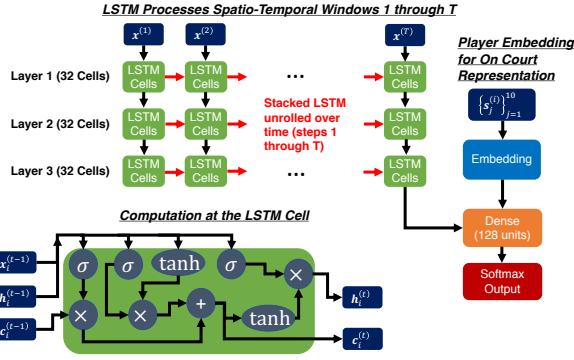 LSTM Processes Spatio-Temporal Windows 1 through T
x^(1) x^(2) x^(T)
Player Embedding
for On Court
Representation
Layer 1 (32 Cells)
LSTM Cells
LSTM Cells
...
LSTM Cells
{s_j^(i)}_{j=1}^{10}
Stacked LSTM
unrolled over
time (steps 1
through T)
Layer 2 (32 Cells)
LSTM Cells
LSTM Cells
LSTM Cells
Embedding
Layer 3 (32 Cells)
LSTM Cells
LSTM Cells
...
LSTM Cells
Computation at the LSTM Cell
Dense
(128 units)
Softmax
Output
x_i^(t-1)
σ σ tanh σ
×
h_i^(t-1)
h_i^(t)
× × + tanh
c_i^(t-1)
c_i^(t)